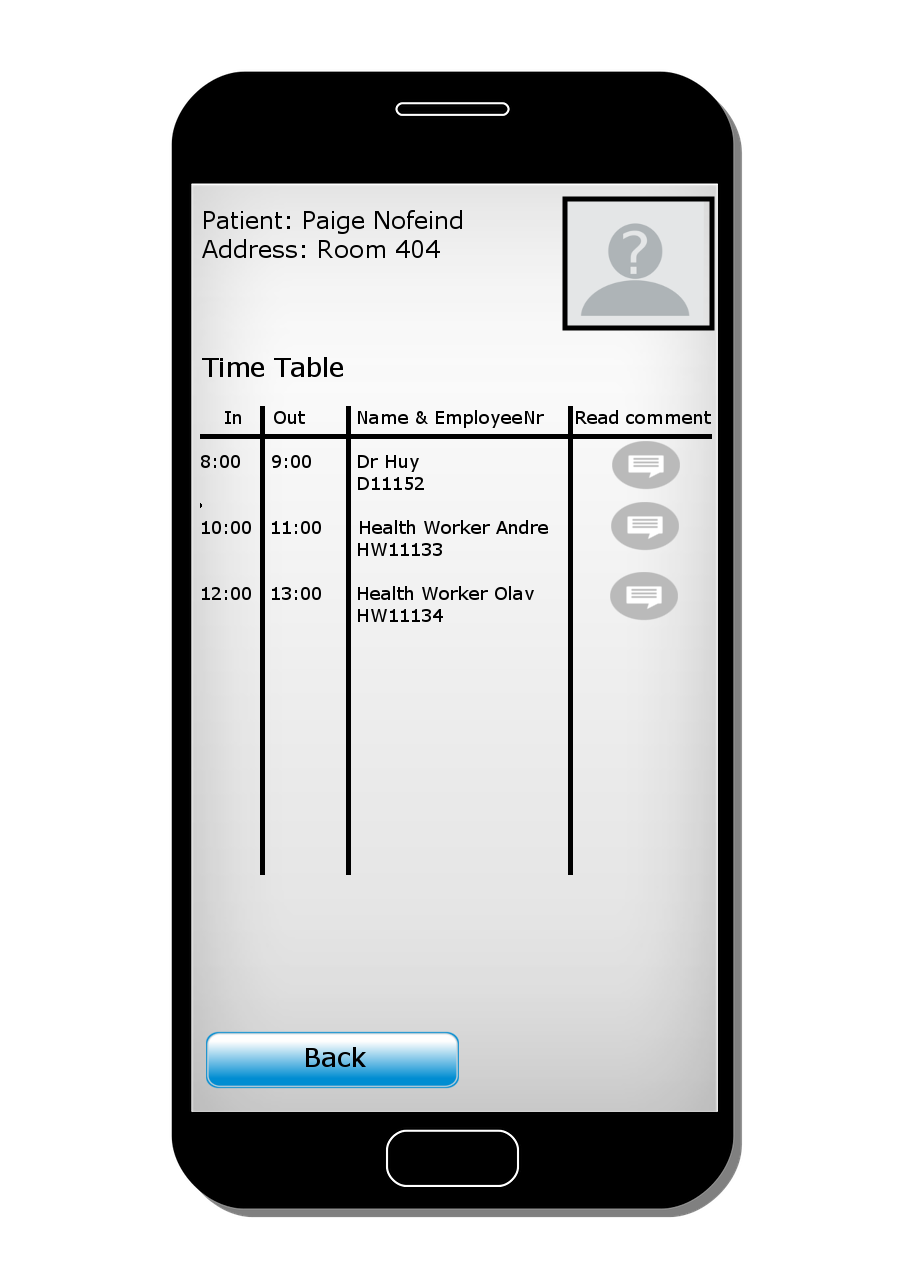 Patient: Paige Nofeind
Address: Room 404
?
Time Table
In Out Name & EmployeeNr Read comment
8:00 9:00 Dr Huy
D11152
10:00 11:00 Health Worker Andre
HW11133
12:00 13:00 Health Worker Olav
HW11134
Back